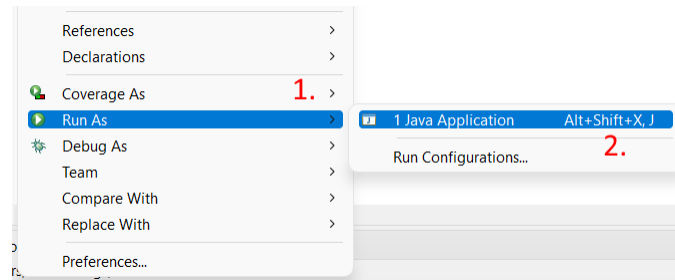 References
Declarations
Coverage As
1.
Run As
1 Java Application Alt+Shift+X, J
Debug As
2.
Run Configurations...
Team
Compare With
Replace With
Preferences...